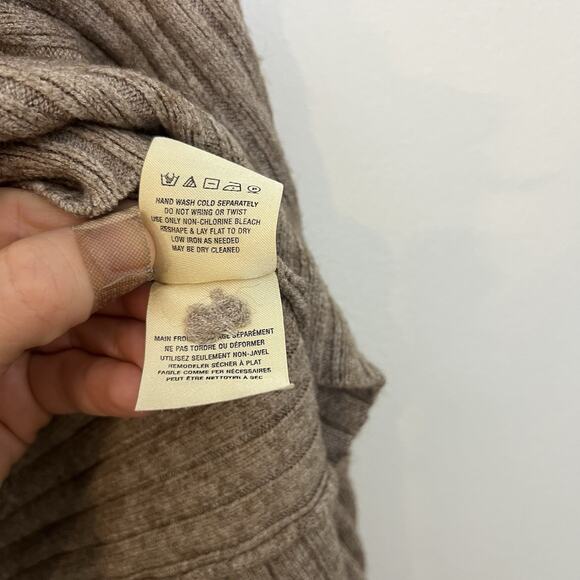 HAND WASH COLD SEPARATELY
DO NOT WRING OR TWIST
USE ONLY NON-CHLORINE BLEACH
RESHAPE & LAY FLAT TO DRY
LOW IRON AS NEEDED
MAY BE DRY CLEANED
MAIN FROI SÉPARÉMENT
NE PAS TORDRE OU DÉFORMER
UTILISEZ SEULEMENT NON-JAVEL
REMODELER SÉCHER À PLAT
FAIBLE COMME FER NÉCESSAIRES
PEUT ÊTRE NETTOYER A SEC